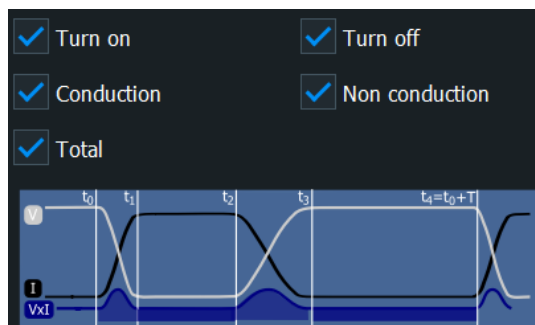 Turn on Turn off
Conduction Non conduction
Total
t₀ t₁ t₂ t₃ t₄=t₀+T
V
I
VxI